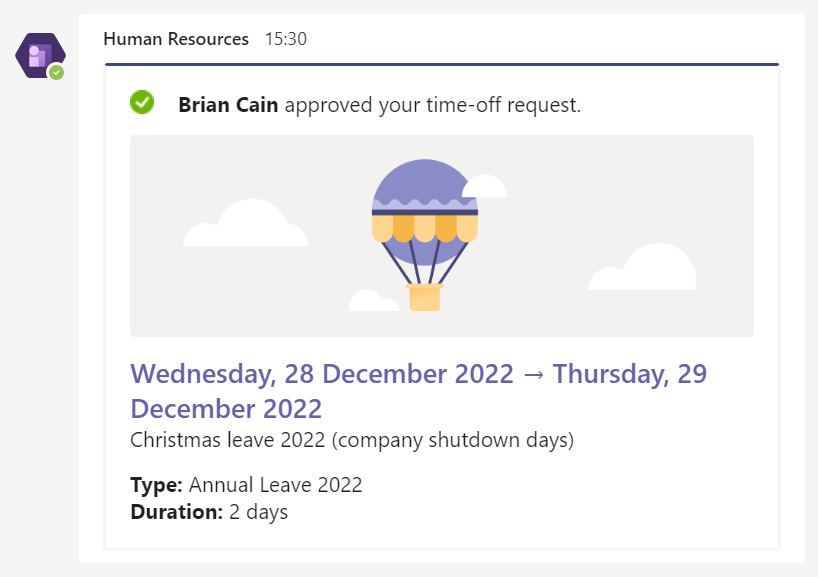 Human Resources 15:30
Brian Cain approved your time-off request.
Wednesday, 28 December 2022 → Thursday, 29
December 2022
Christmas leave 2022 (company shutdown days)
Type: Annual Leave 2022
Duration: 2 days